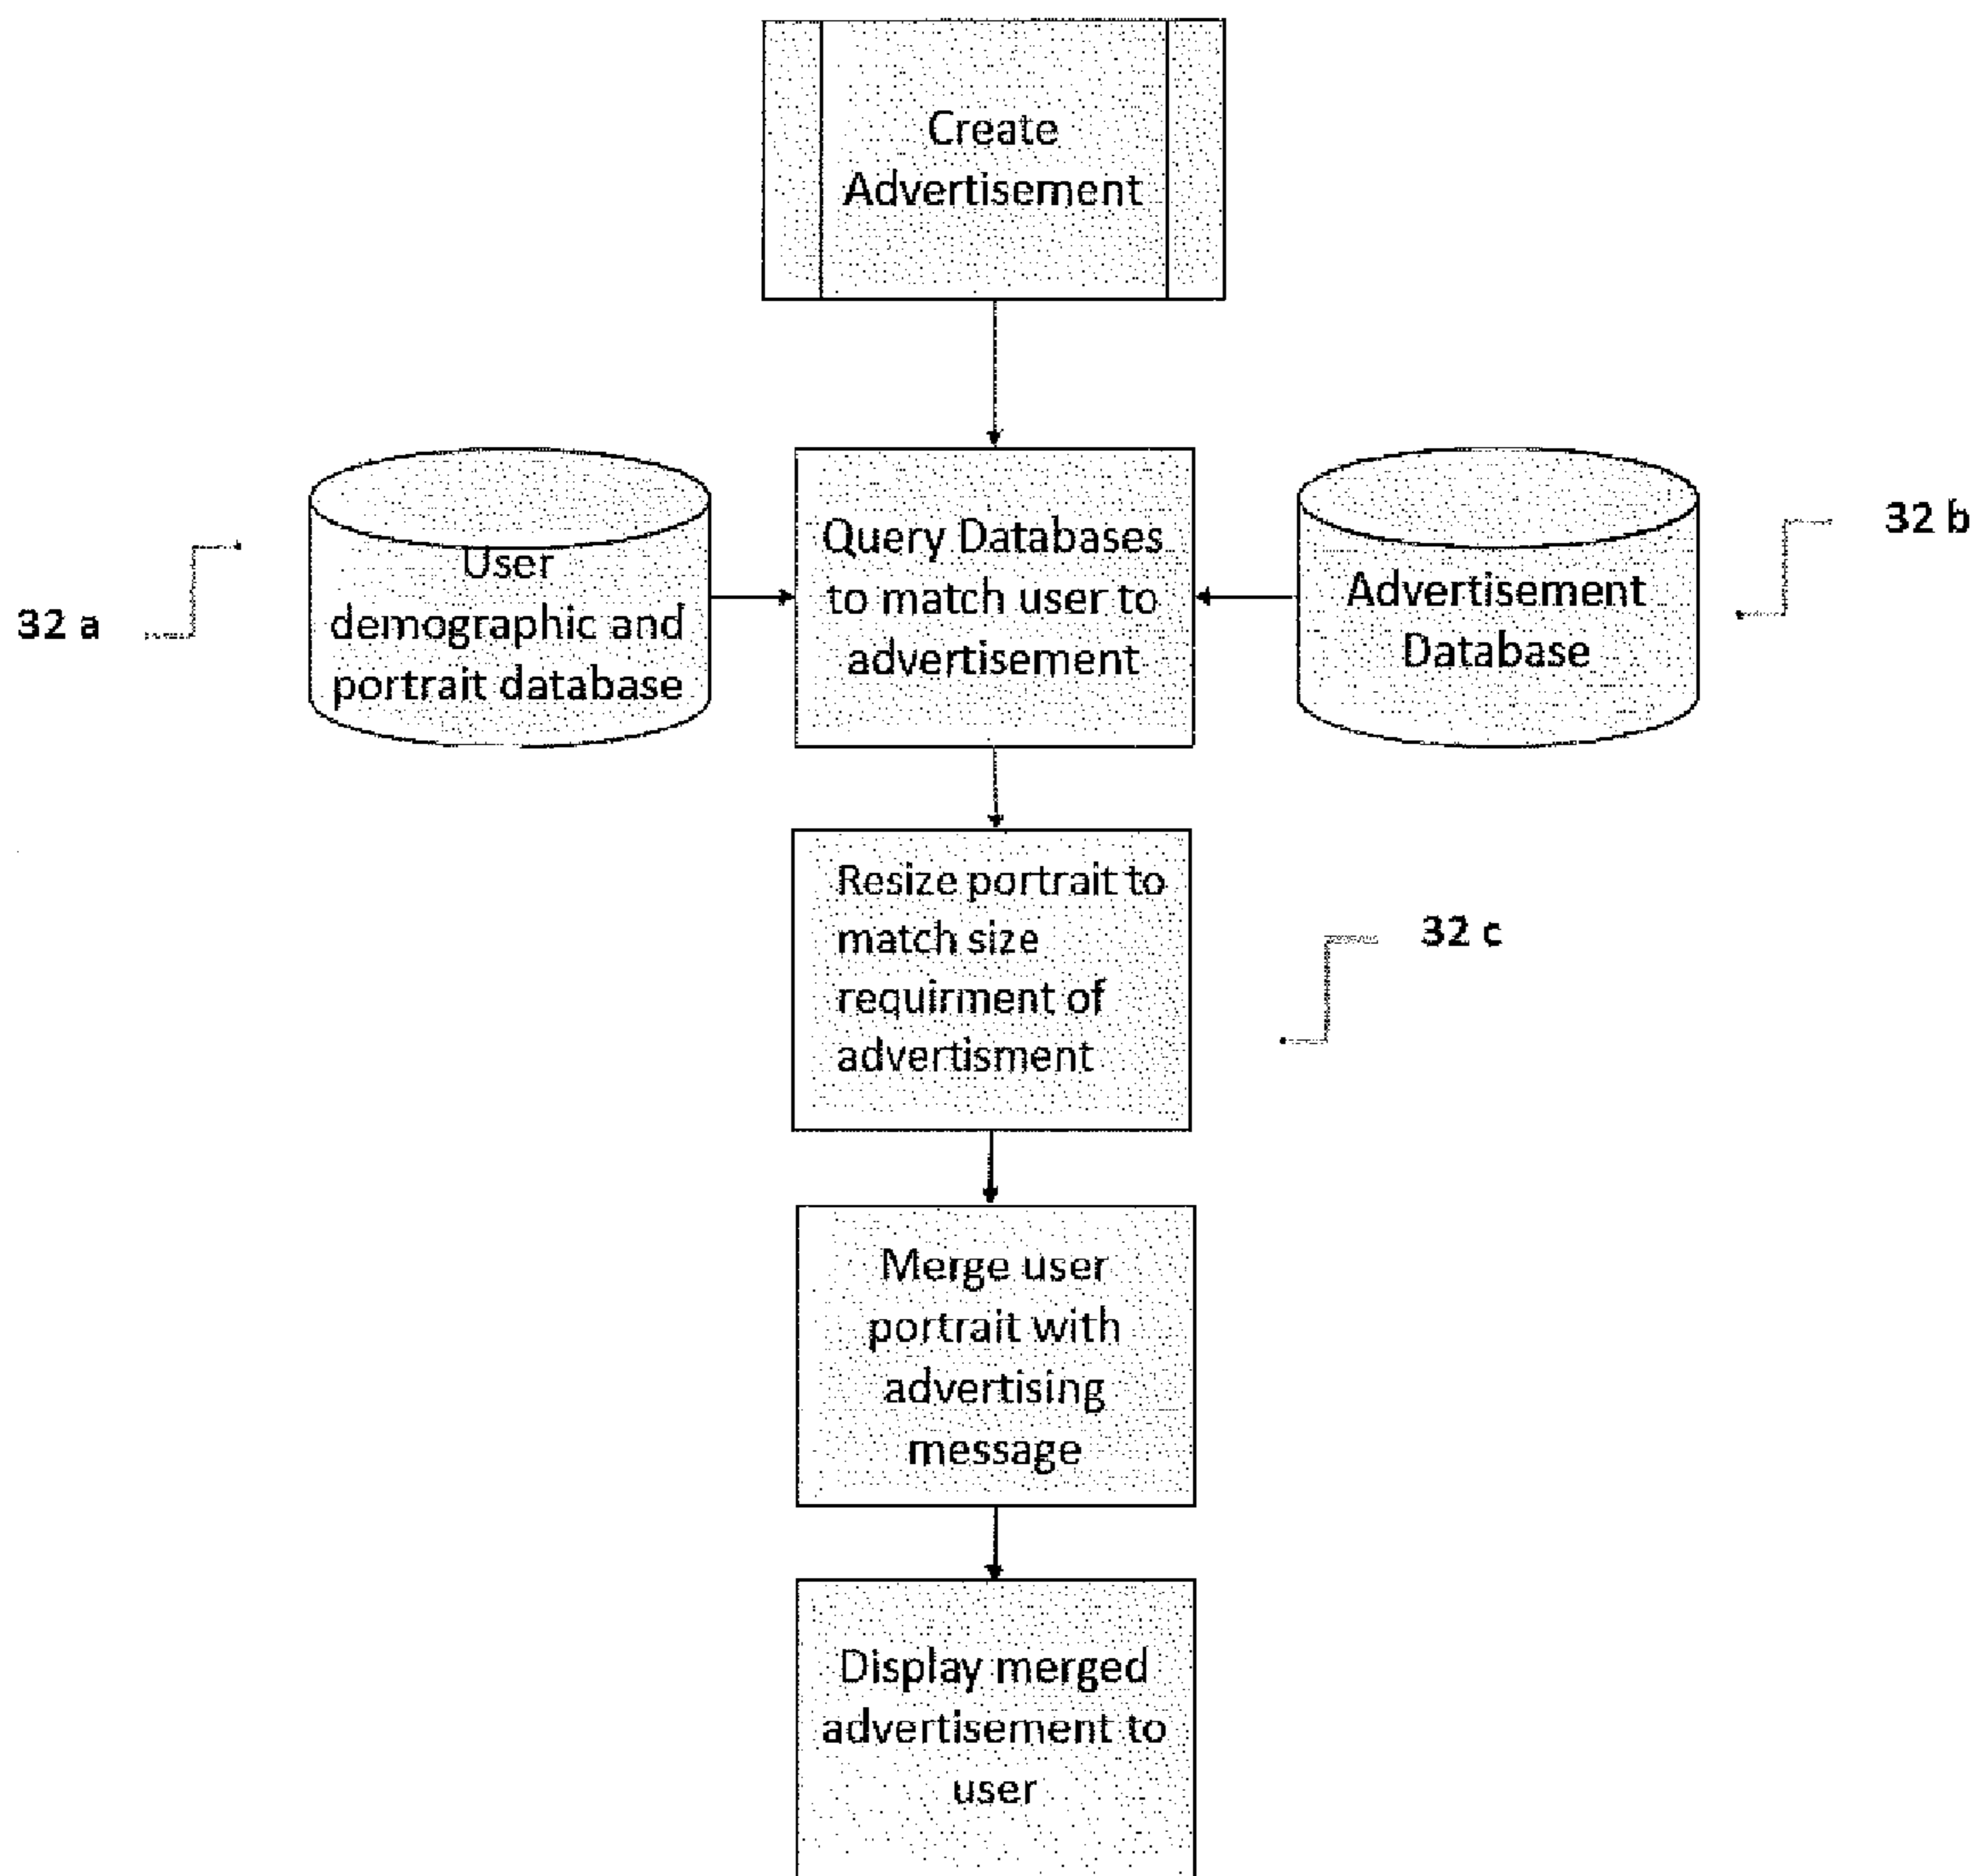 Create
Advertisement
User
demographic and
portrait database
Query Databases
to match user to
advertisement
Advertisement
Database
32 a
32 b
Resize portrait to
match size
requirment of
advertisment
32 c
Merge user
portrait with
advertising
message
Display merged
advertisement to
user